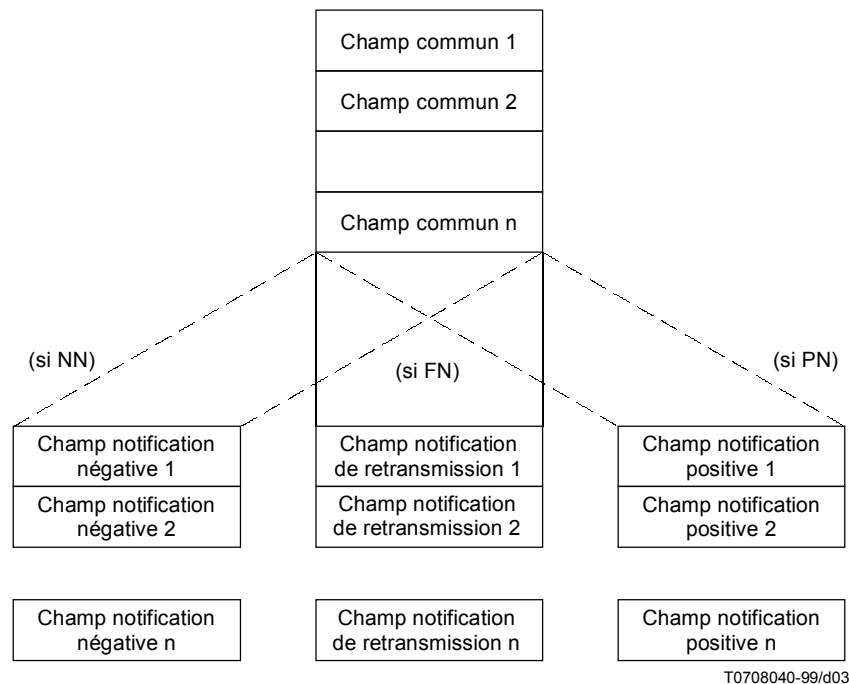 Champ commun 1
Champ commun 2
Champ commun n
(si NN)
(si FN)
(si PN)
Champ notification
négative 1
Champ notification
de retransmission 1
Champ notification
positive 1
Champ notification
négative 2
Champ notification
de retransmission 2
Champ notification
positive 2
Champ notification
négative n
Champ notification
de retransmission n
Champ notification
positive n
T0708040-99/d03